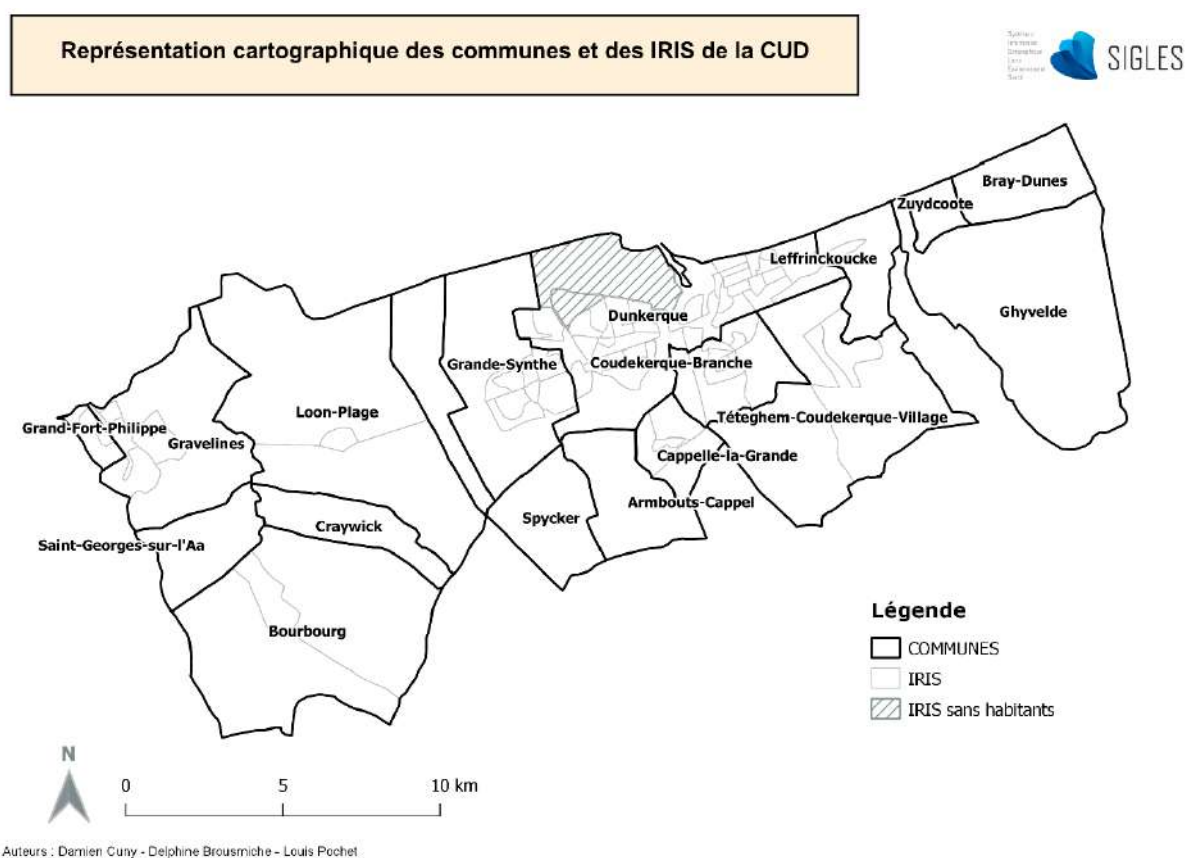 Représentation cartographique des communes et des IRIS de la CUD
SIGLES
Bray-Dunes
Zuydcoote
Leffrinckoucke
Ghyvelde
Dunkerque
Grande-Synthe
Coudekerque-Branche
Loon-Plage
Grand-Fort-Philippe
Gravelines
Téteghem-Coudekerque-Village
Cappelle-la-Grande
Armbouts-Cappel
Spycker
Craywick
Saint-Georges-sur-l'Aa
Bourbourg
Légende
COMMUNES
IRIS
IRIS sans habitants
N
0 5 10 km
Auteurs : Damien Cuny - Delphine Brousmiche - Louis Pochet